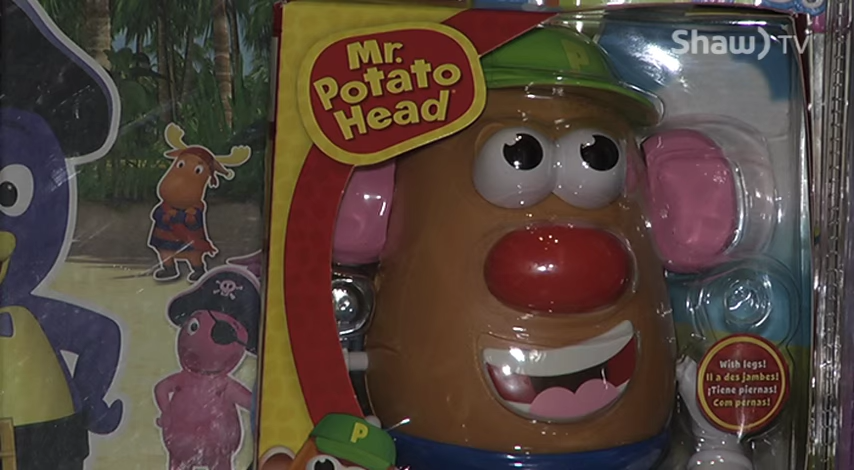 Shaw) TV
Mr.
Potato
Head
P
With legs!
Il a des jambes!
¡Tiene piernas!
Com pernas!
P